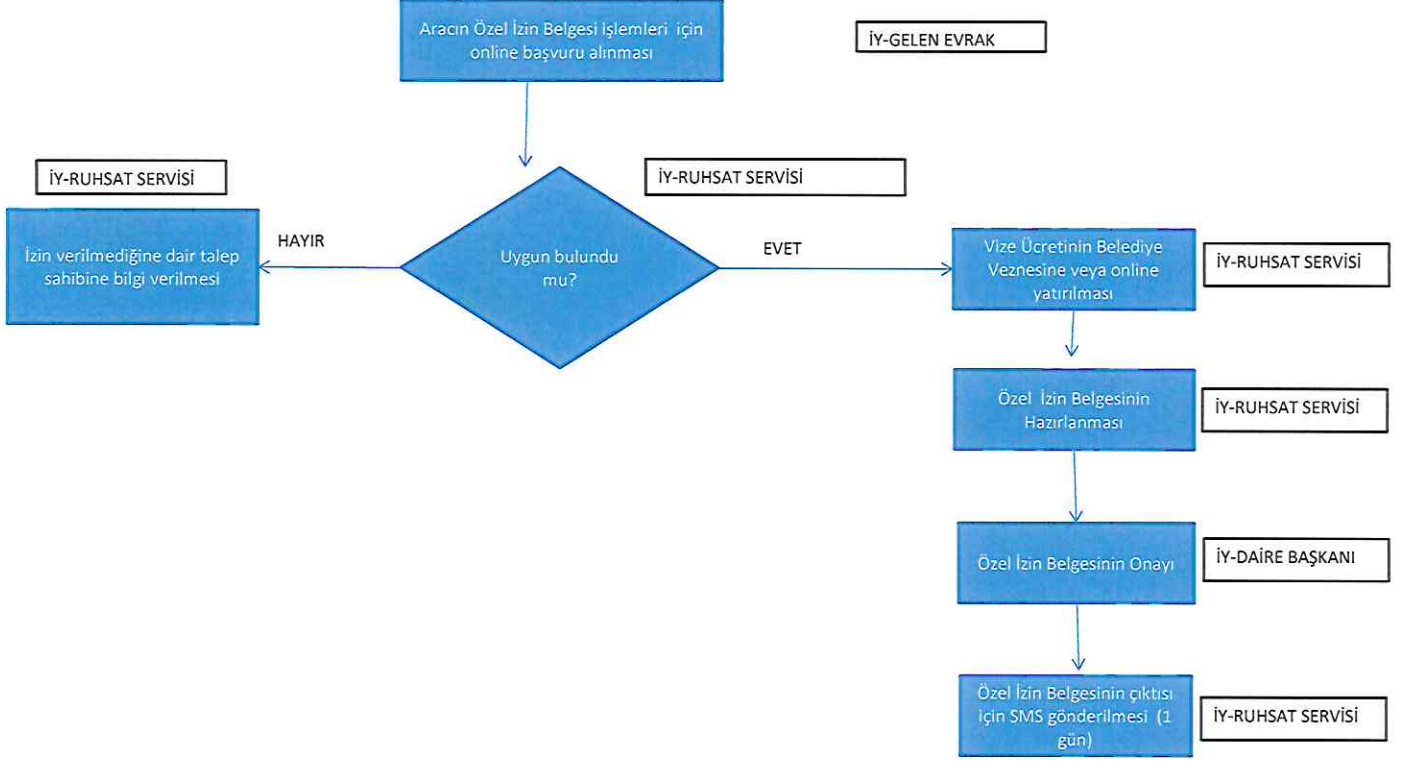 Aracın Özel İzin Belgesi işlemleri için
online başvuru alınması
İY-GELEN EVRAK
İY-RUHSAT SERVİSİ
İzin verilmediğine dair talep
sahibine bilgi verilmesi
HAYIR
Uygun bulundu
mu?
İY-RUHSAT SERVİSİ
EVET
Vize Ücretinin Belediye
Veznesine veya online
yatırılması
İY-RUHSAT SERVİSİ
Özel İzin Belgesinin
Hazırlanması
İY-RUHSAT SERVİSİ
Özel İzin Belgesinin Onayı
İY-DAİRE BAŞKANI
Özel İzin Belgesinin çıktısı
için SMS gönderilmesi (1
gün)
İY-RUHSAT SERVİSİ